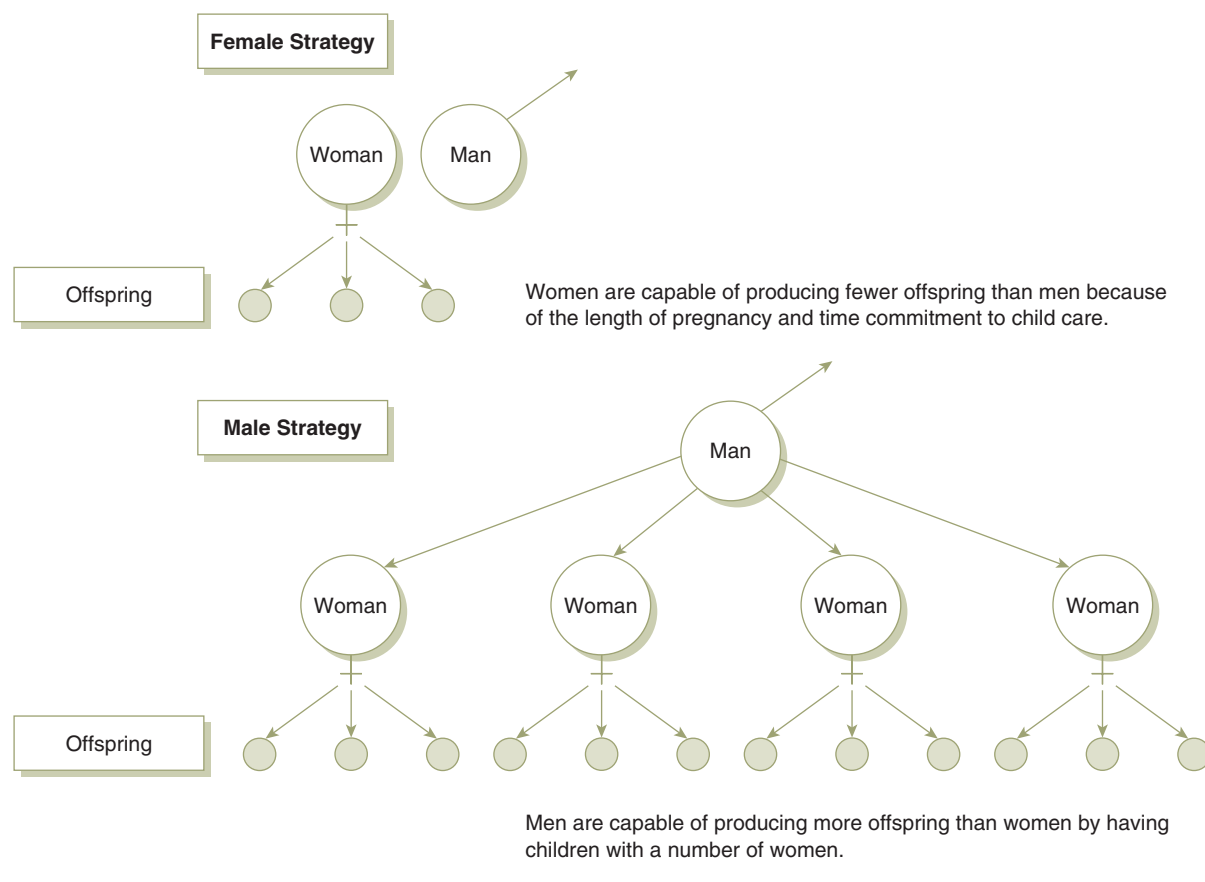 Female Strategy
Woman
Man
Offspring
Women are capable of producing fewer offspring than men because
of the length of pregnancy and time commitment to child care.
Male Strategy
Man
Woman
Woman
Woman
Woman
Offspring
Men are capable of producing more offspring than women by having
children with a number of women.